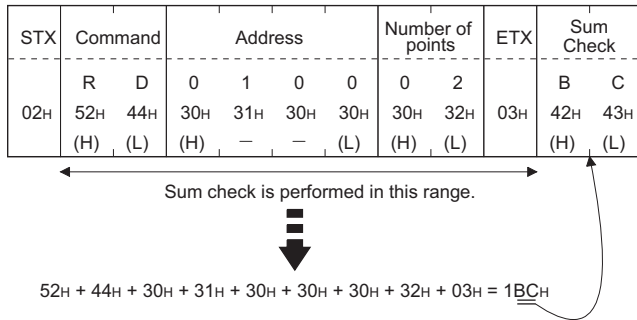 STX Command Address Number of points ETX Sum Check
R D 0 1 0 0 0 2 B C
02H 52H 44H 30H 31H 30H 30H 30H 32H 03H 42H 43H
(H) (L) (H) – – (L) (H) (L) (H) (L)
Sum check is performed in this range.
52H + 44H + 30H + 31H + 30H + 30H + 30H + 32H + 03H = 1BCH